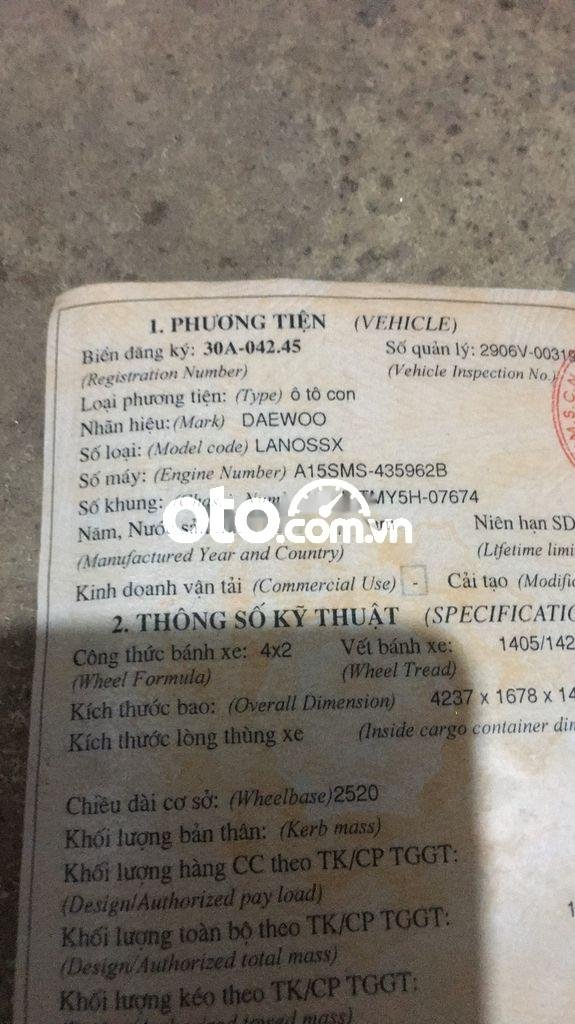 1. PHƯƠNG TIỆN (VEHICLE)
Biển đăng ký: 30A-042.45 Số quản lý: 2906V-00318
(Registration Number) (Vehicle Inspection No.)
Loại phương tiện: (Type) ô tô con
Nhãn hiệu: (Mark) DAEWOO
Số loại: (Model code) LANOSSX
Số máy: (Engine Number) A15SMS-435962B
Số khung: MY5H-07674
Năm, Nước Niên hạn SD
(Manufactured Year and Country) (Lifetime limi
oto.com.vn
Kinh doanh vận tải (Commercial Use) - Cải tạo (Modific
2. THÔNG SỐ KỸ THUẬT (SPECIFICATIO
Công thức bánh xe: 4x2 Vết bánh xe: 1405/142
(Wheel Formula) (Wheel Tread)
Kích thước bao: (Overall Dimension) 4237 x 1678 x 14
Kích thước lòng thùng xe (Inside cargo container din
Chiều dài cơ sở: (Wheelbase) 2520
Khối lượng bản thân: (Kerb mass)
Khối lượng hàng CC theo TK/CP TGGT:
(Design/Authorized pay load)
Khối lượng toàn bộ theo TK/CP TGGT:
(Design/Authorized total mass)
Khối lượng kéo theo TK/CP TGGT:
M.S.C.N